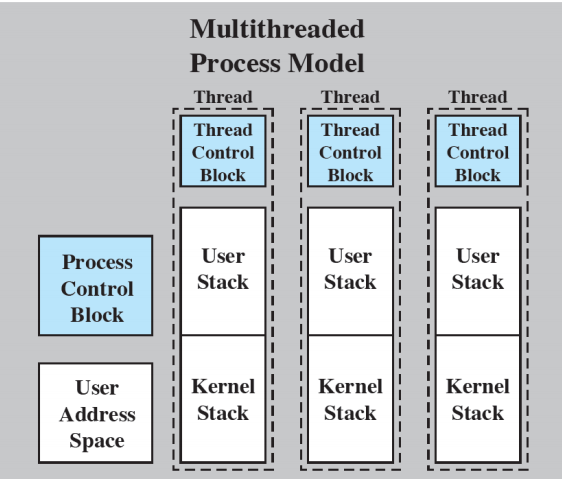 Multithreaded
Process Model
Thread
Thread
Thread
Thread
Control
Block
Thread
Control
Block
Thread
Control
Block
Process
Control
Block
User
Stack
User
Stack
User
Stack
User
Address
Space
Kernel
Stack
Kernel
Stack
Kernel
Stack